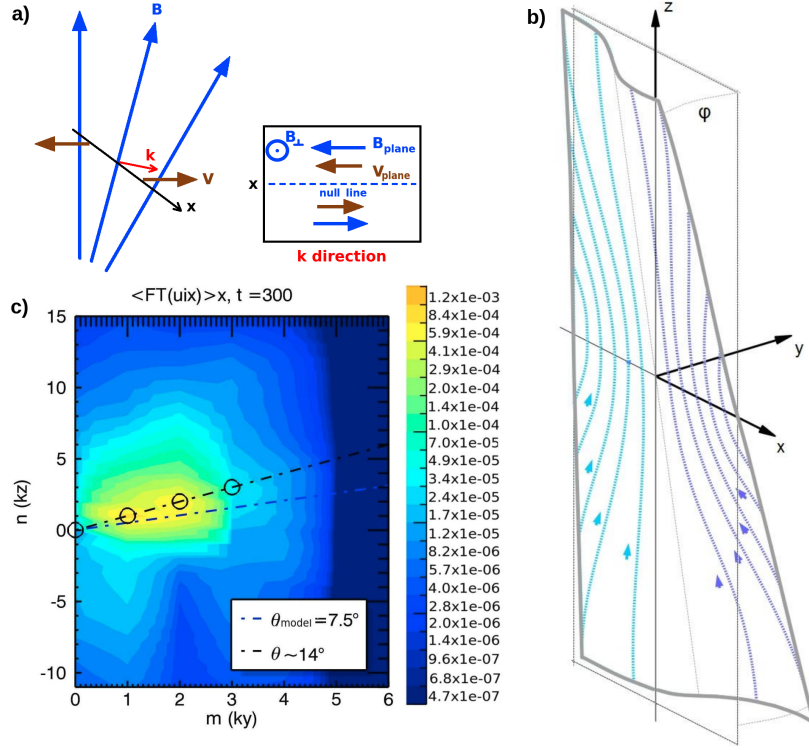 a)
B
k
V
x
B⊥
Bplane
Vplane
x
null line
k direction
b)
z
φ
y
x
c)
<FT(uix)>x, t =300
15
10
5
0
-5
-10
n (kz)
0 1 2 3 4 5 6
m (ky)
θmodel=7.5°
θ~14°
1.2x1e-03
8.4x1e-04
5.9x1e-04
4.1x1e-04
2.9x1e-04
2.0x1e-04
1.4x1e-04
1.0x1e-04
7.0x1e-05
4.9x1e-05
3.4x1e-05
2.4x1e-05
1.7x1e-05
1.2x1e-05
8.2x1e-06
5.7x1e-06
4.0x1e-06
2.8x1e-06
2.0x1e-06
1.4x1e-06
9.6x1e-07
6.8x1e-07
4.7x1e-07